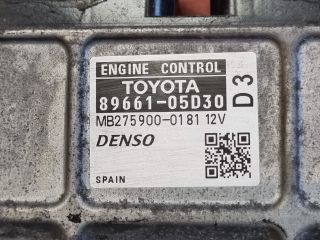 ENGINE CONTROL
TOYOTA
89661-05D30
D3
MB275900-0181 12V
DENSO
SPAIN